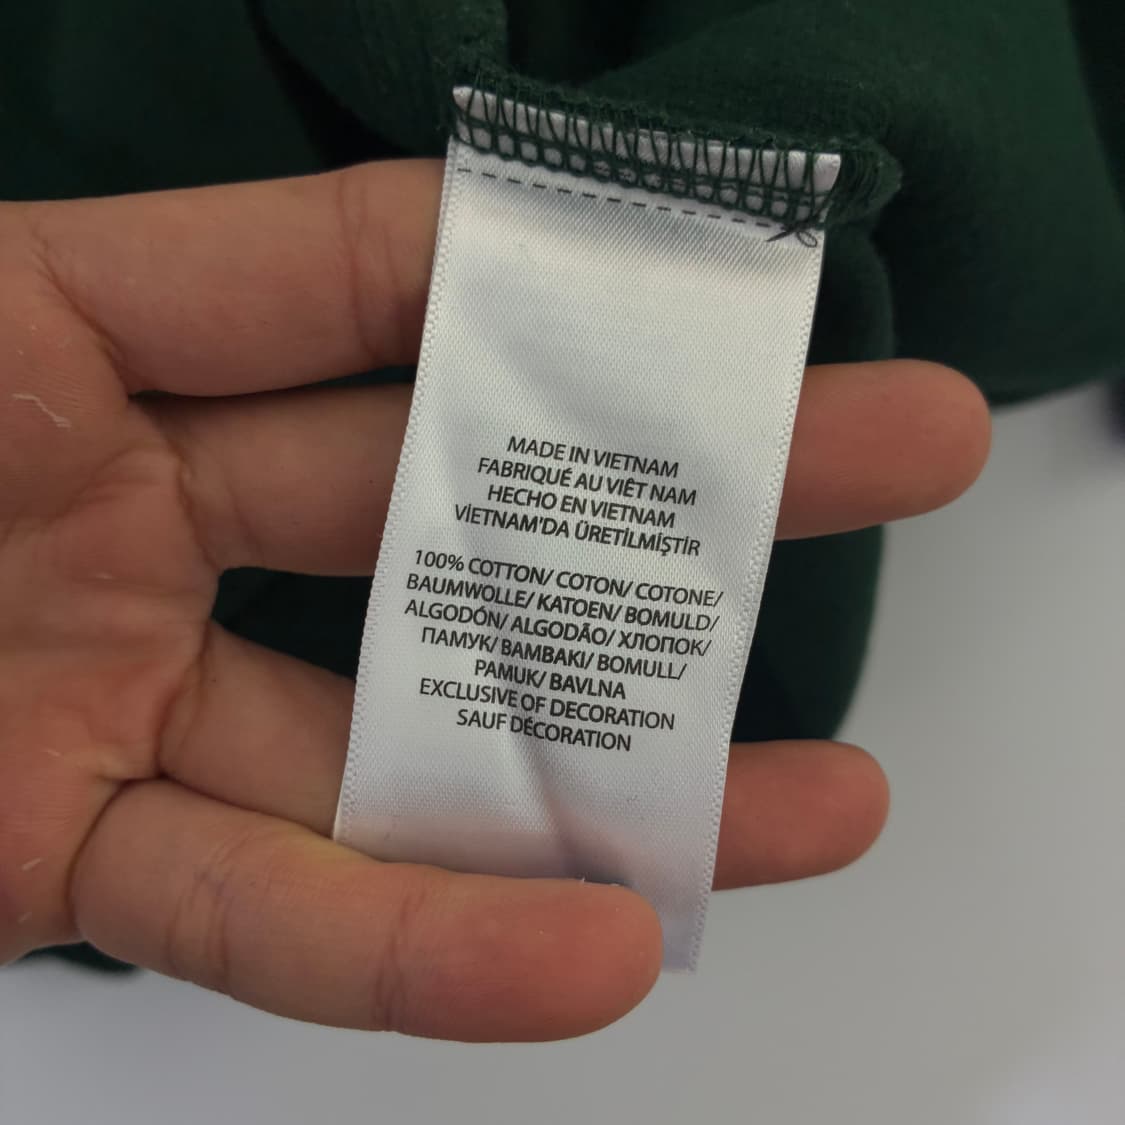 MADE IN VIETNAM
FABRIQUÉ AU VIÊT NAM
HECHO EN VIETNAM
VİETNAM'DA ÜRETİLMİŞTİR
100% COTTON/ COTON/ COTONE/
BAUMWOLLE/ KATOEN/ BOMULD/
ALGODÓN/ ALGODÃO/ ХЛОПОК/
ПАМУК/ BAMBAKI/ BOMULL/
PAMUK/ BAVLNA
EXCLUSIVE OF DECORATION
SAUF DÉCORATION